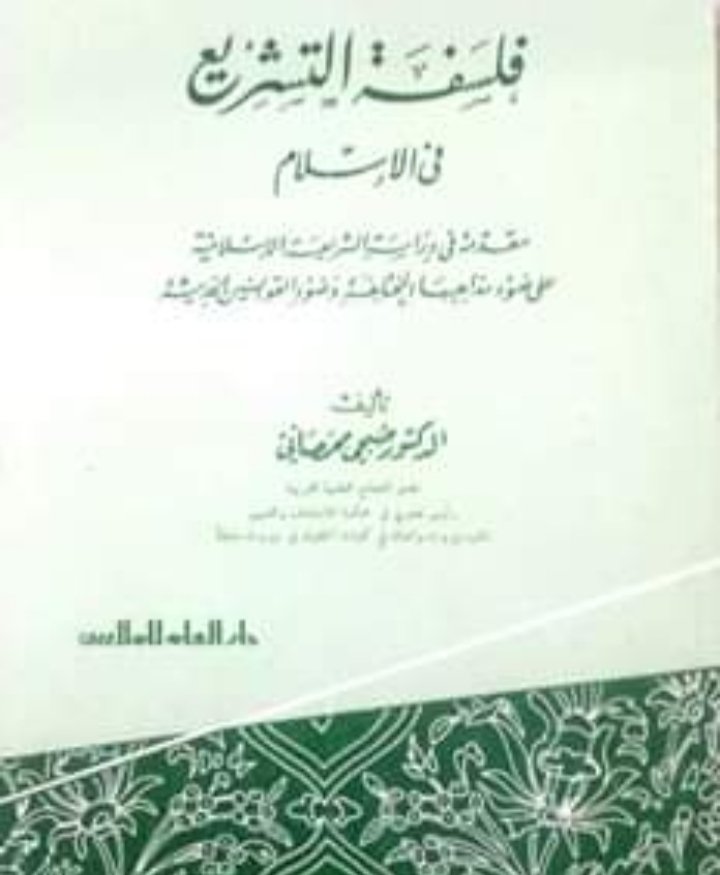 فلسفة التشريع
في الإسلام
مقدمة في دراسة الشريعة الإسلامية
على ضوء مذاهبها المختلفة وضوء القوانين الحديثة
تأليف
الدكتور صبحي محمصاني
دار العلم للملايين